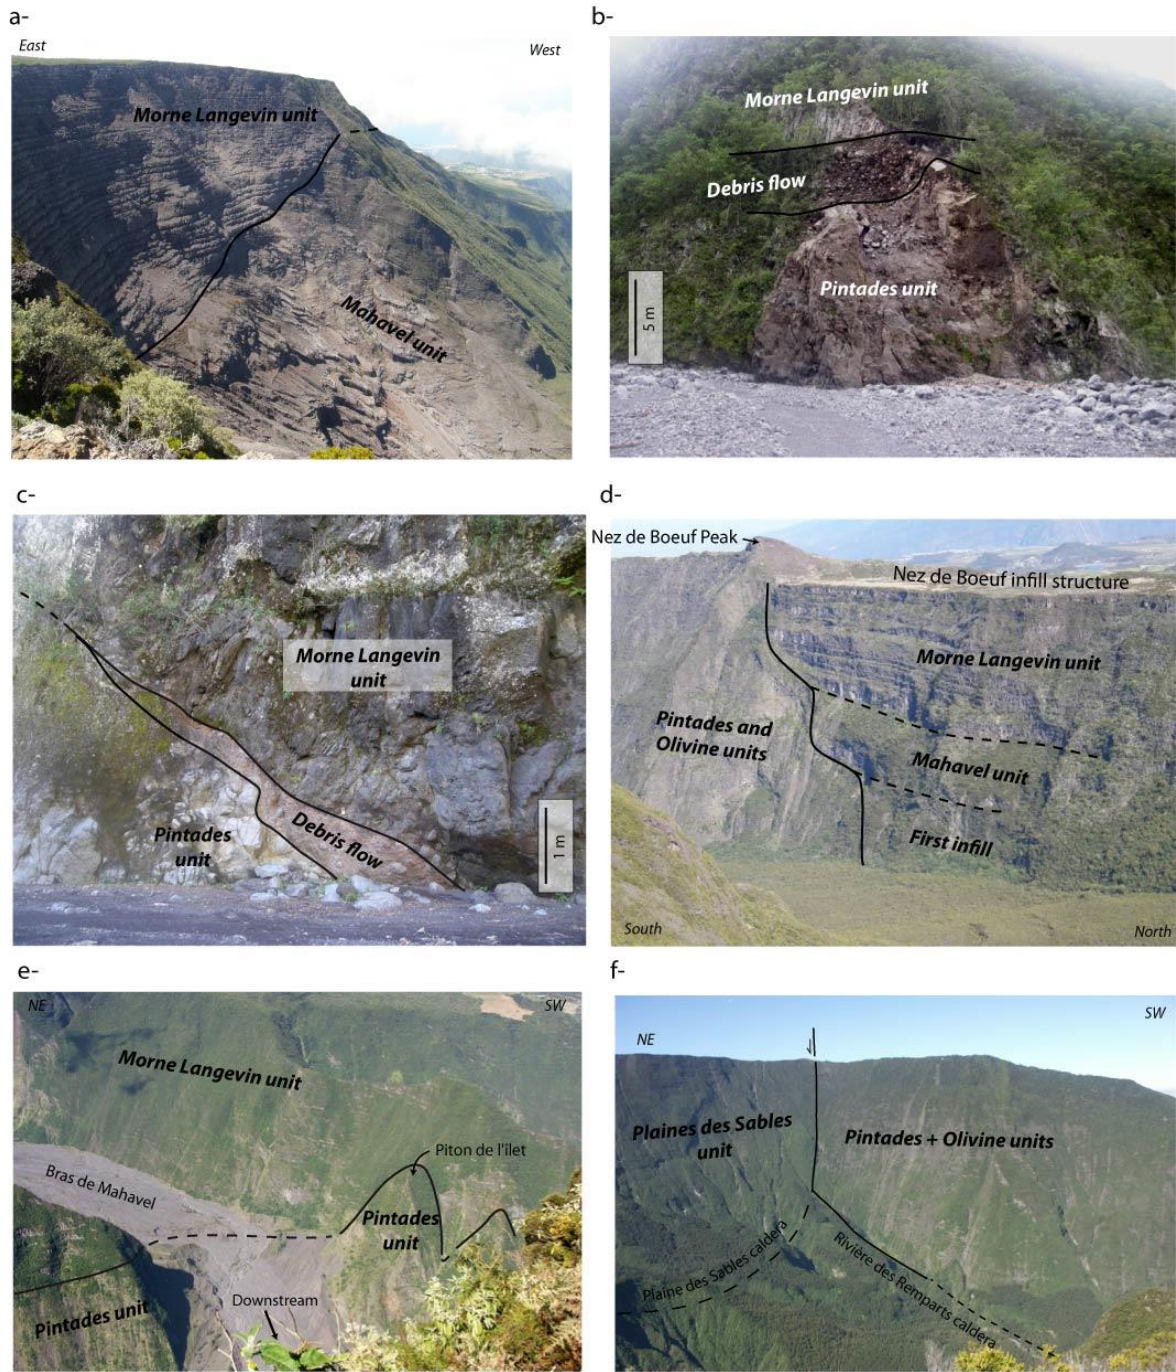 a-
East
West
Morne Langevin unit
Mahavel unit
b-
Morne Langevin unit
Debris flow
Pintades unit
5 m
c-
Morne Langevin
unit
Pintades
unit
Debris flow
1 m
d-
Nez de Boeuf Peak
Nez de Boeuf infill structure
Morne Langevin unit
Pintades and
Olivine units
Mahavel unit
First infill
South
North
e-
NE
SW
Morne Langevin unit
Bras de Mahavel
Piton de l'îlet
Pintades
unit
Pintades unit
Downstream
f-
NE
SW
Plaines des Sables
unit
Pintades + Olivine units
Plaine des Sables caldera
Rivière des Remparts caldera